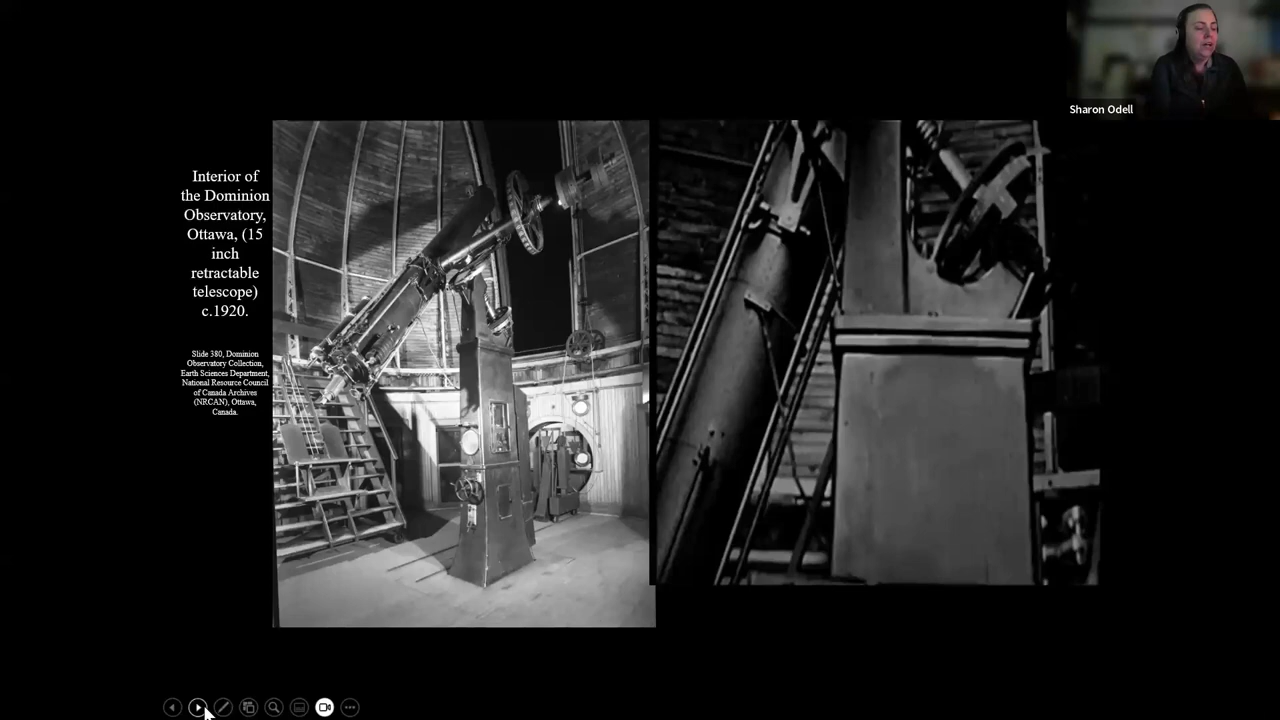 Sharon Odell
Interior of
the Dominion
Observatory,
Ottawa, (15
inch
retractable
telescope)
c.1920.
Slide 380, Dominion
Observatory Collection,
Earth Sciences Department,
National Resource Council
of Canada Archives
(NRCAN), Ottawa,
Canada.